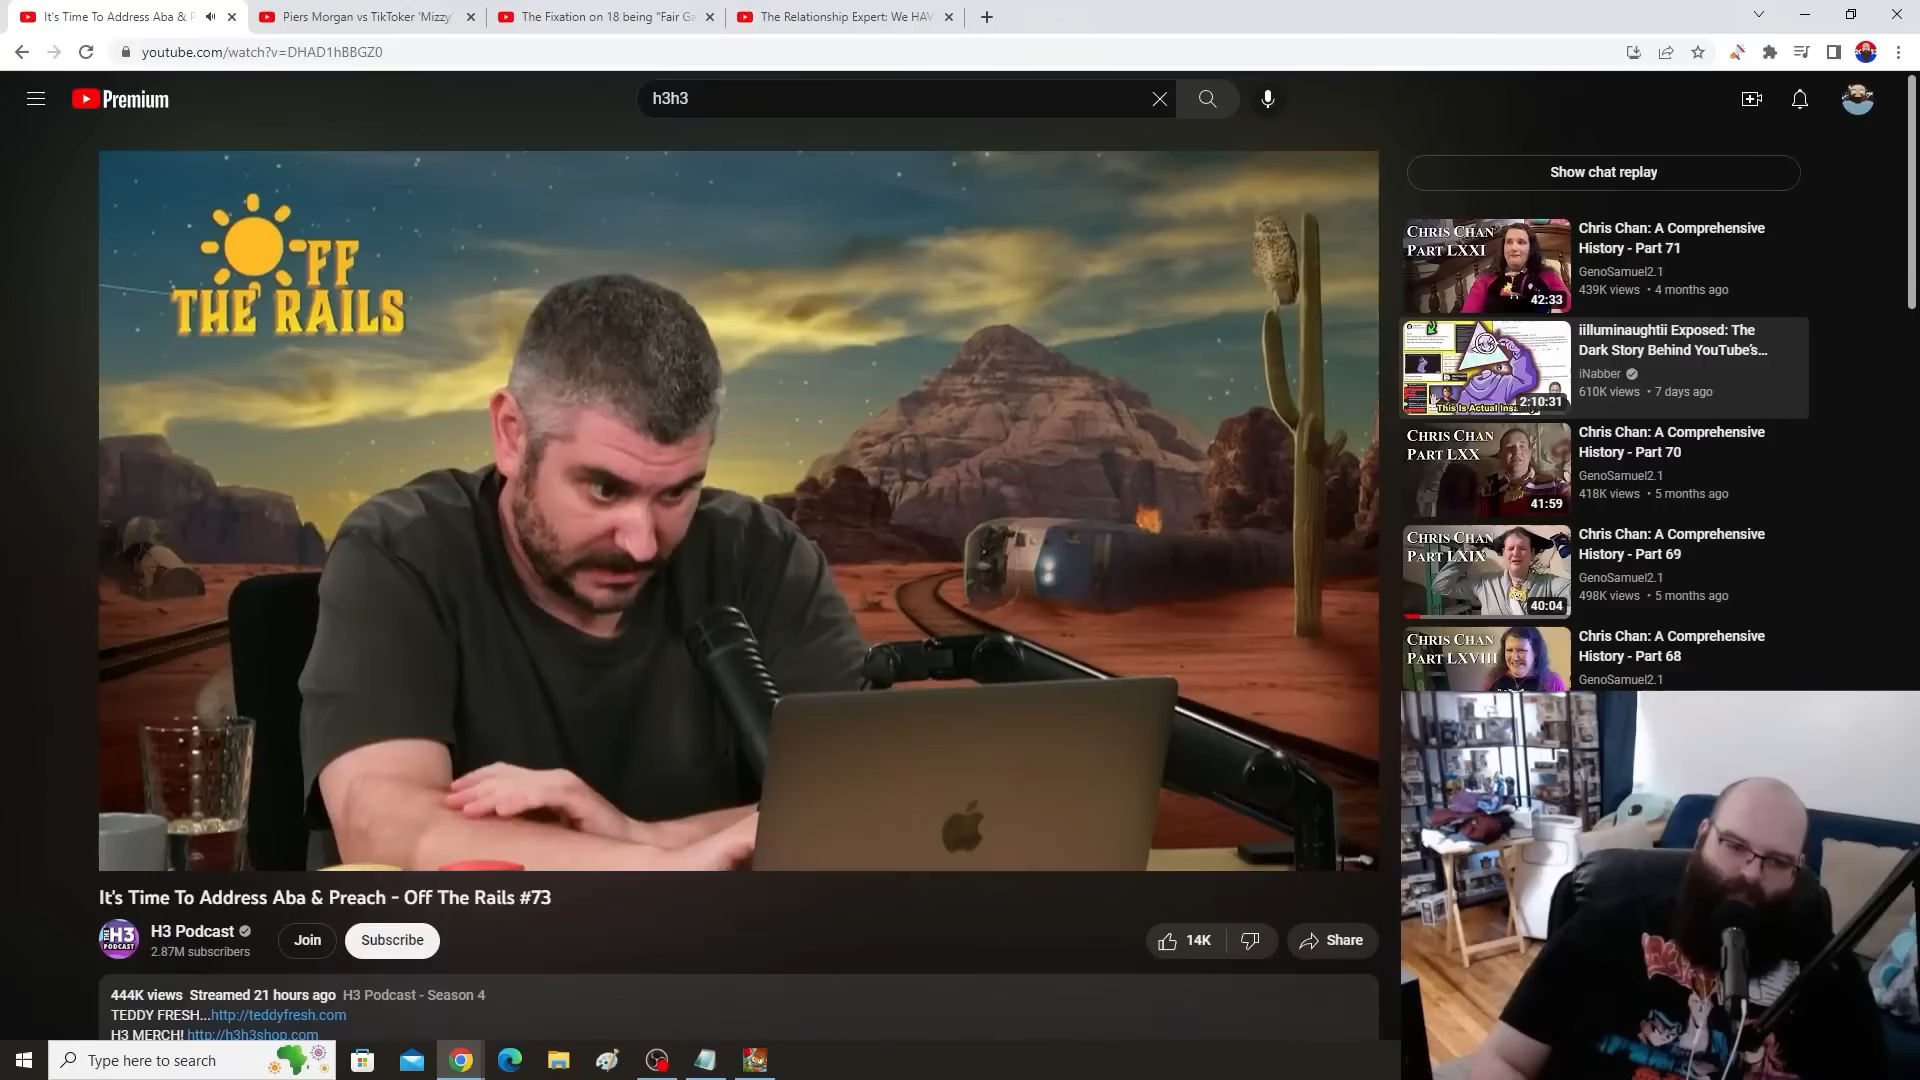 It's Time To Address Aba & P
Piers Morgan vs TikToker 'Mizzy'
The Fixation on 18 being "Fair Ga
The Relationship Expert: We HAV
youtube.com/watch?v=DHAD1hBBGZ0
Premium
h3h3
OFF
THE RAILS
Show chat replay
CHRIS CHAN
PART LXXI
42:33
Chris Chan: A Comprehensive
History - Part 71
GenoSamuel2.1
439K views • 4 months ago
This Is Actual
2:10:31
iilluminaughtii Exposed: The
Dark Story Behind YouTube's...
iNabber
610K views • 7 days ago
CHRIS CHAN
PART LXX
41:59
Chris Chan: A Comprehensive
History - Part 70
GenoSamuel2.1
418K views • 5 months ago
CHRIS CHAN
PART LXIX
40:04
Chris Chan: A Comprehensive
History - Part 69
GenoSamuel2.1
498K views • 5 months ago
CHRIS CHAN
PART LXVIII
Chris Chan: A Comprehensive
History - Part 68
GenoSamuel2.1
It's Time To Address Aba & Preach - Off The Rails #73
THE H3 PODCAST
H3 Podcast
2.87M subscribers
Join
Subscribe
14K
Share
444K views Streamed 21 hours ago H3 Podcast - Season 4
TEDDY FRESH...http://teddyfresh.com
H3 MERCH! http://h3h3shop.com
Type here to search